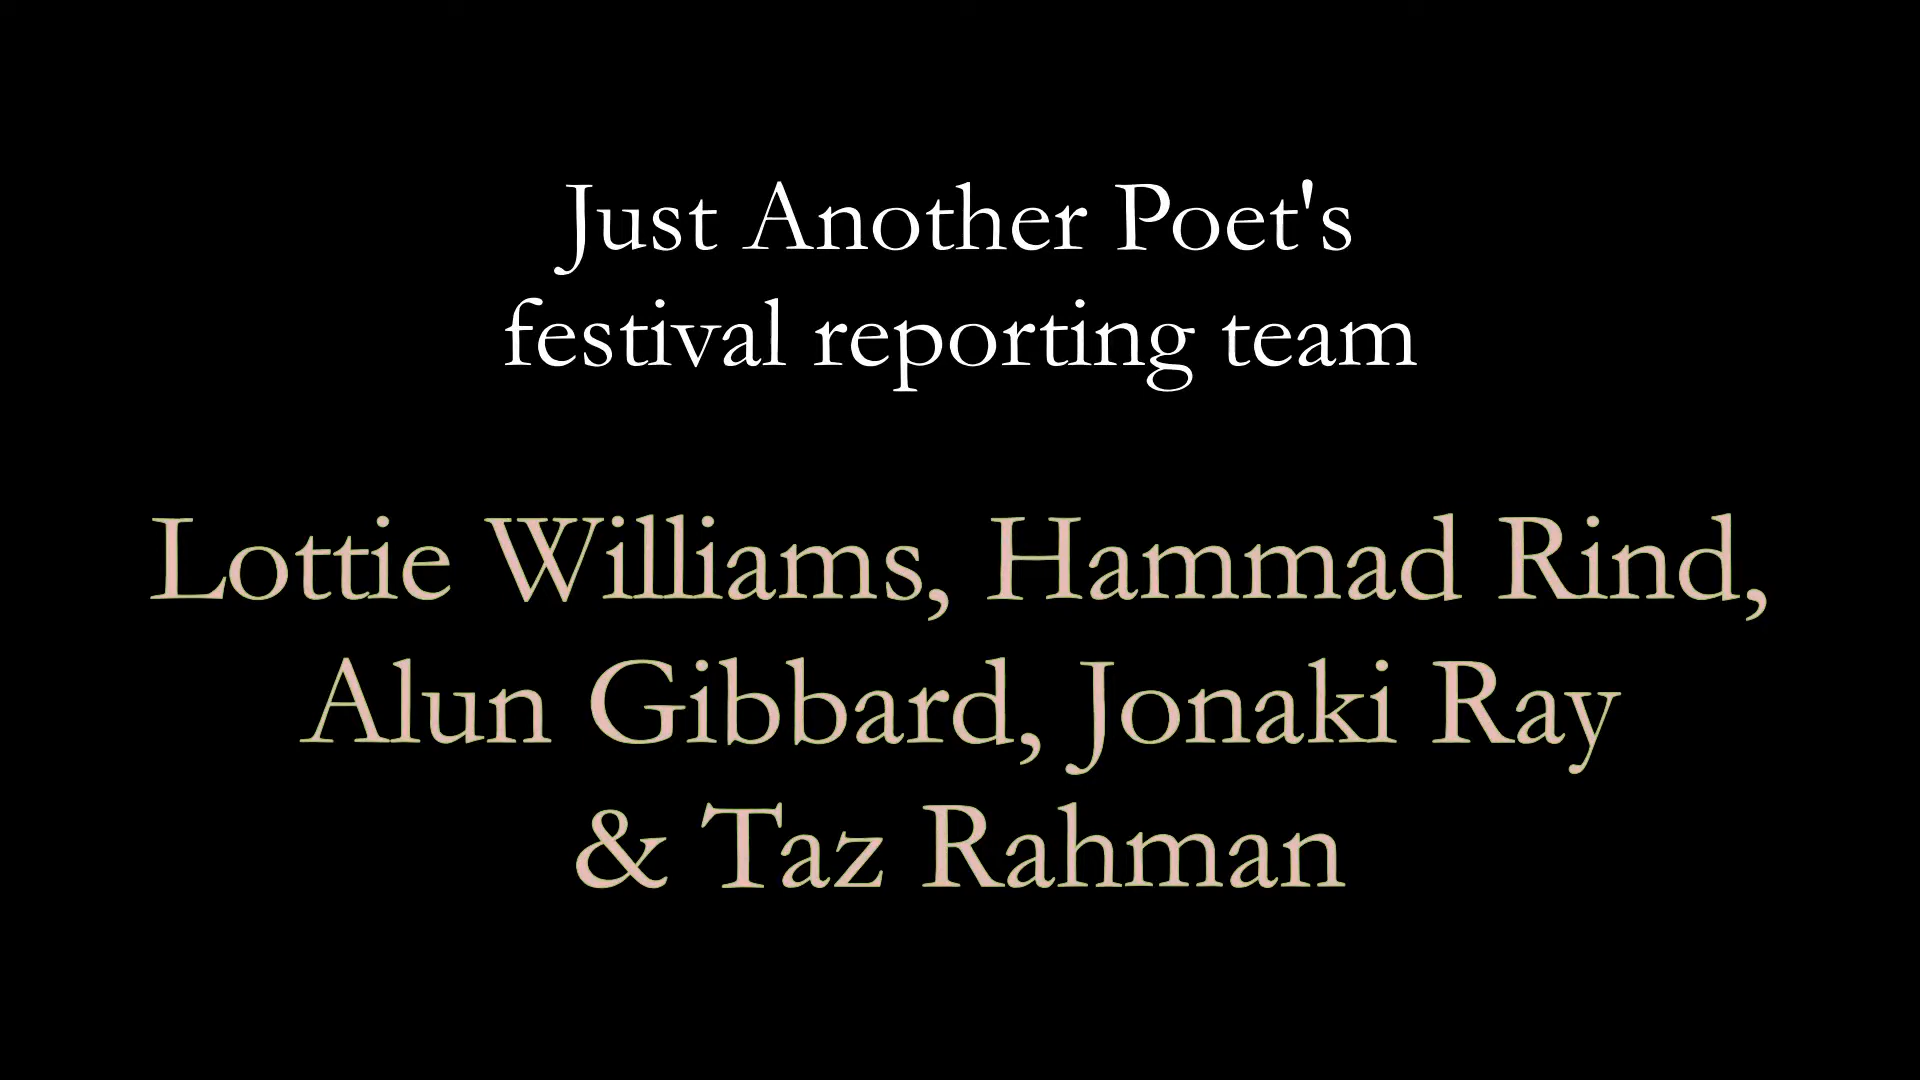 Just Another Poet's
festival reporting team
Lottie Williams, Hammad Rind,
Alun Gibbard, Jonaki Ray
& Taz Rahman